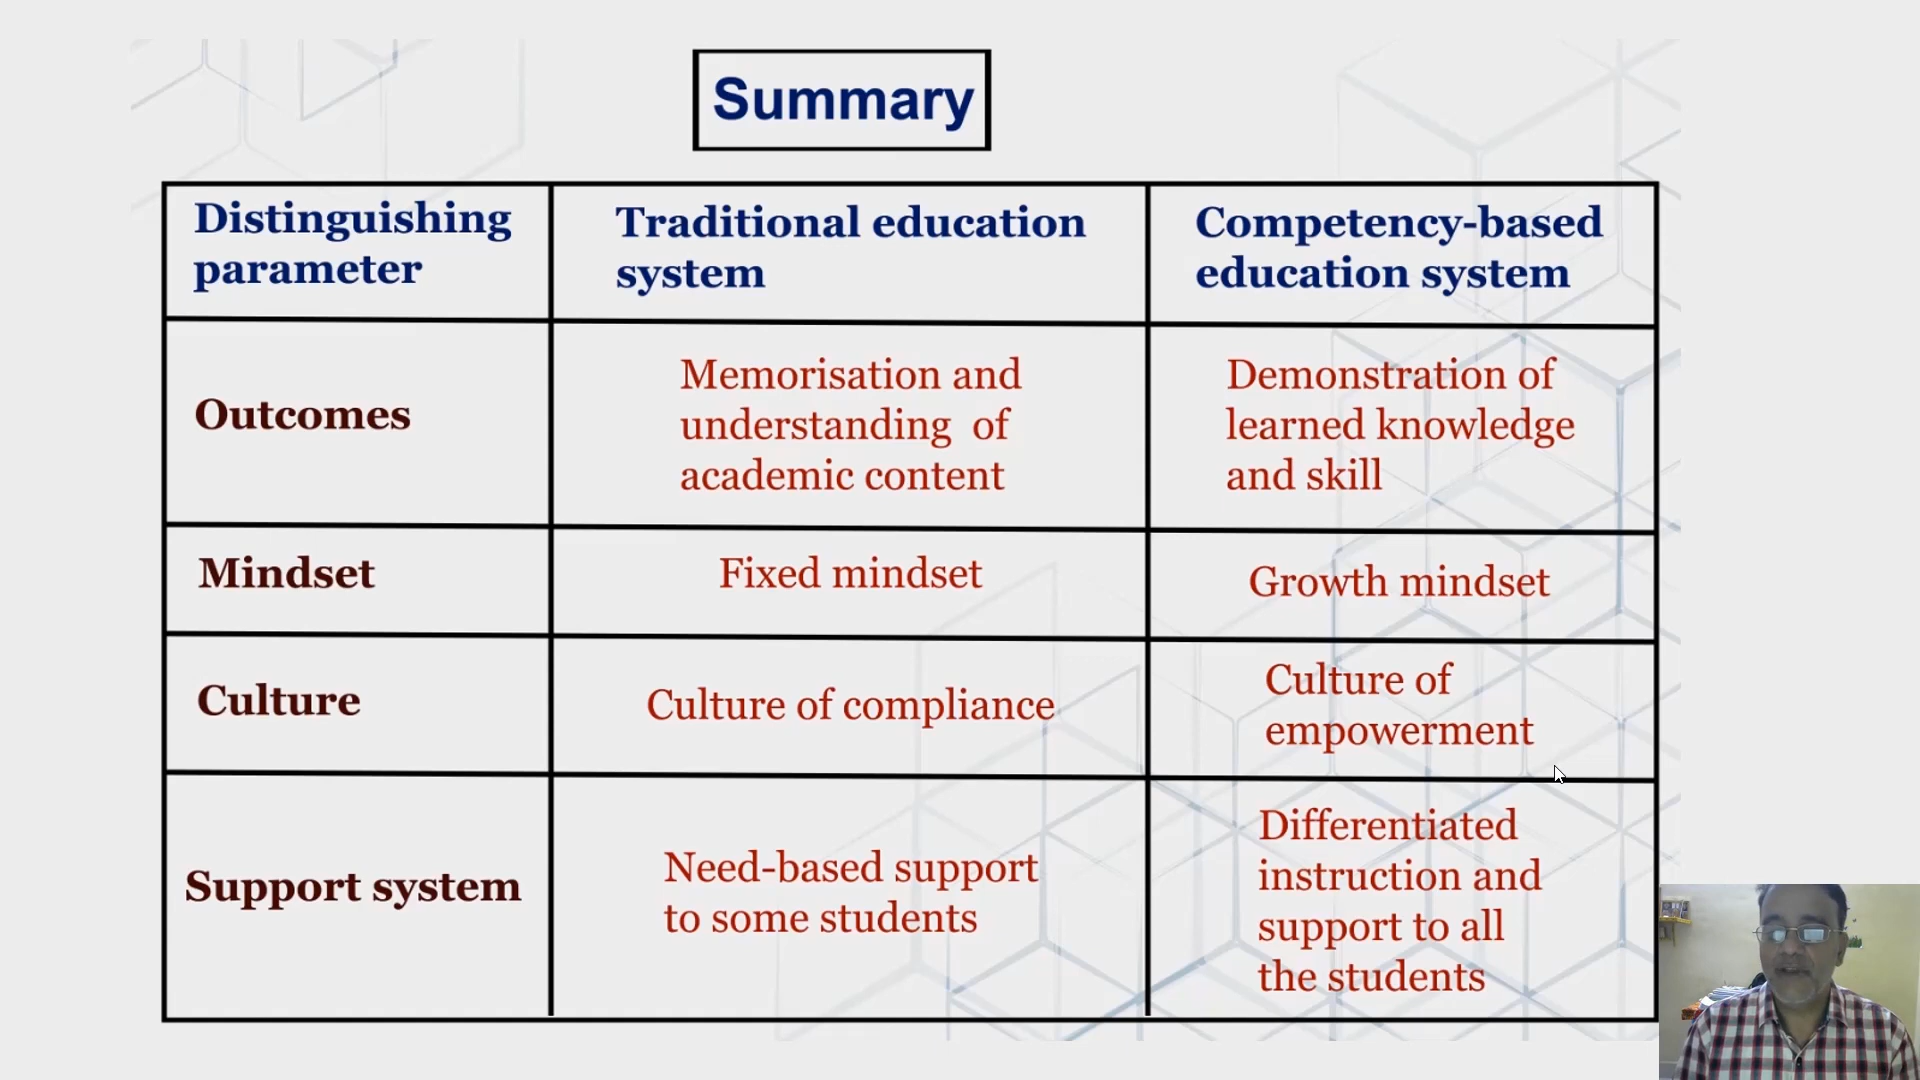 Summary
Distinguishing
parameter
Traditional education
system
Competency-based
education system
Outcomes
Memorisation and
understanding of
academic content
Demonstration of
learned knowledge
and skill
Mindset
Fixed mindset
Growth mindset
Culture
Culture of compliance
Culture of
empowerment
Support system
Need-based support
to some students
Differentiated
instruction and
support to all
the students